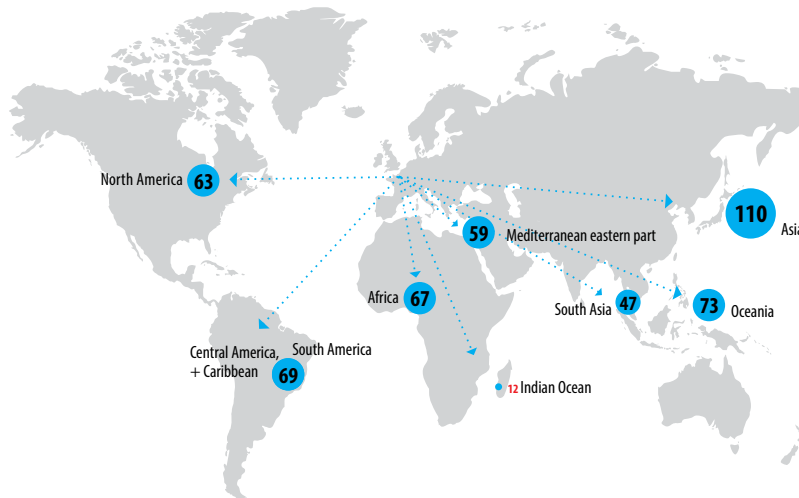 North America 63
110
Asia
59 Mediterranean eastern part
Africa 67
47
South Asia
73 Oceania
Central America,
+ Caribbean
South America
69
12 Indian Ocean